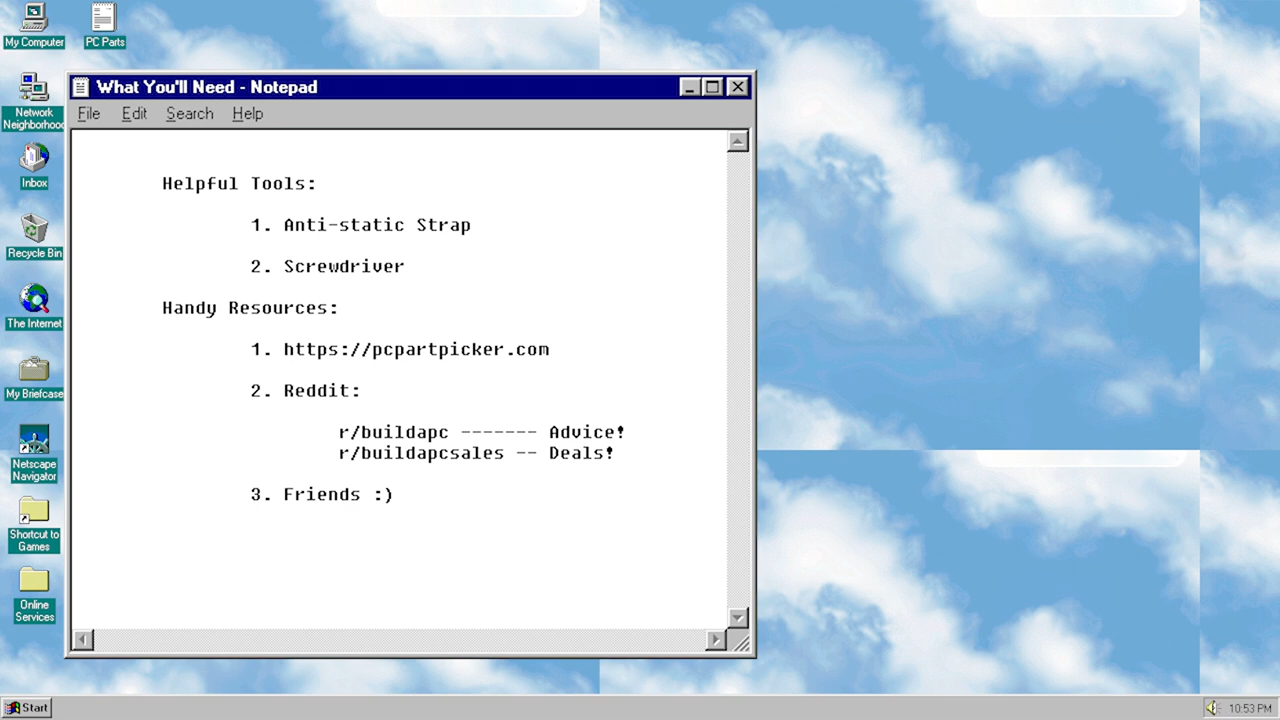 My Computer
PC Parts
Network
Neighborhood
Inbox
Recycle Bin
The Internet
My Briefcase
Netscape
Navigator
Shortcut to
Games
Online
Services
What You'll Need - Notepad
File Edit Search Help
Helpful Tools:
1. Anti-static Strap
2. Screwdriver
Handy Resources:
1. https://pcpartpicker.com
2. Reddit:
r/buildapc ------- Advice!
r/buildapcsales -- Deals!
3. Friends :)
Start
10:53 PM